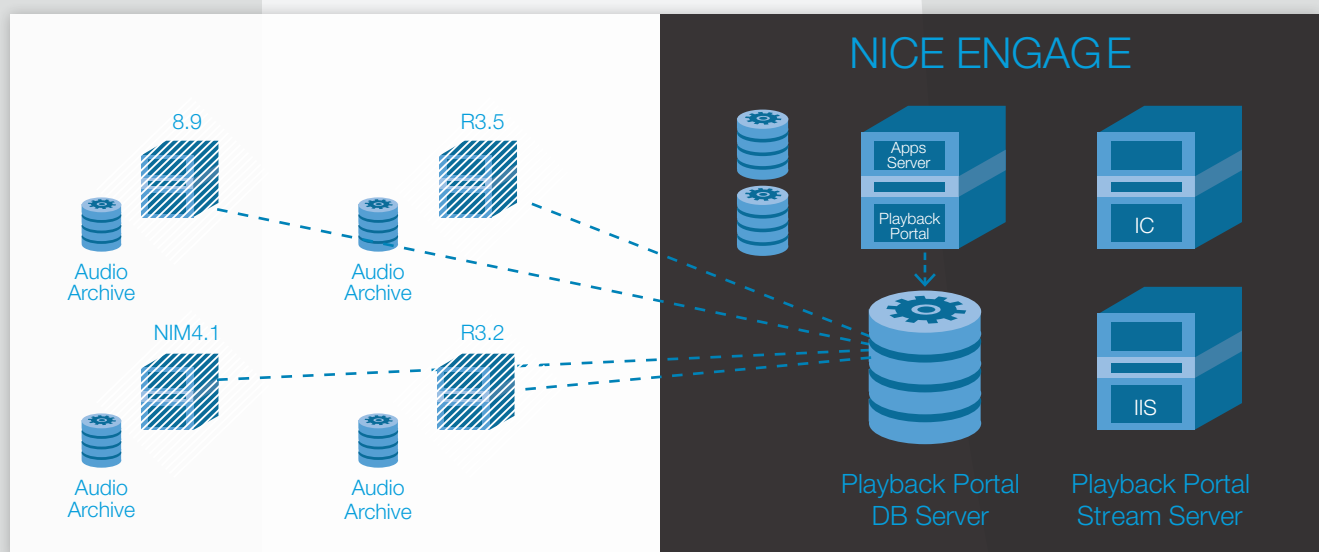 NICE ENGAGE
8.9
R3.5
Apps
Server
Playback
Portal
IC
Audio
Archive
Audio
Archive
NIM4.1
R3.2
IIS
Audio
Archive
Audio
Archive
Playback Portal
DB Server
Playback Portal
Stream Server